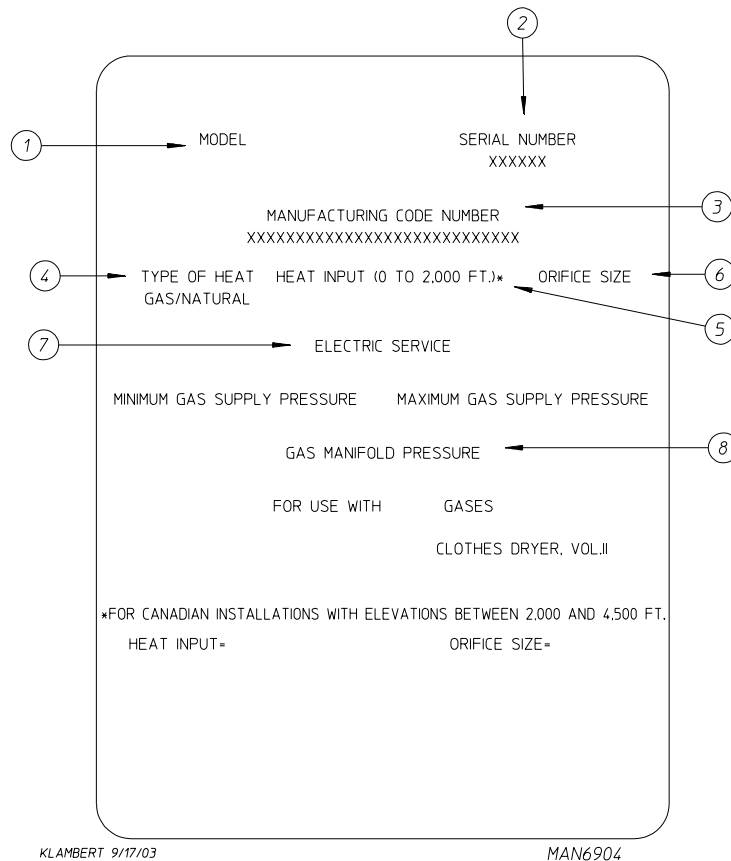 2
1 MODEL SERIAL NUMBER
XXXXXX
3
MANUFACTURING CODE NUMBER
XXXXXXXXXXXXXXXXXXXXXXXXXXXX
4 TYPE OF HEAT HEAT INPUT (0 TO 2,000 FT.)* ORIFICE SIZE 6
GAS/NATURAL
5
7 ELECTRIC SERVICE
MINIMUM GAS SUPPLY PRESSURE MAXIMUM GAS SUPPLY PRESSURE
GAS MANIFOLD PRESSURE 8
FOR USE WITH GASES
CLOTHES DRYER, VOL.II
*FOR CANADIAN INSTALLATIONS WITH ELEVATIONS BETWEEN 2,000 AND 4,500 FT.
HEAT INPUT= ORIFICE SIZE=
KLAMBERT 9/17/03 MAN6904